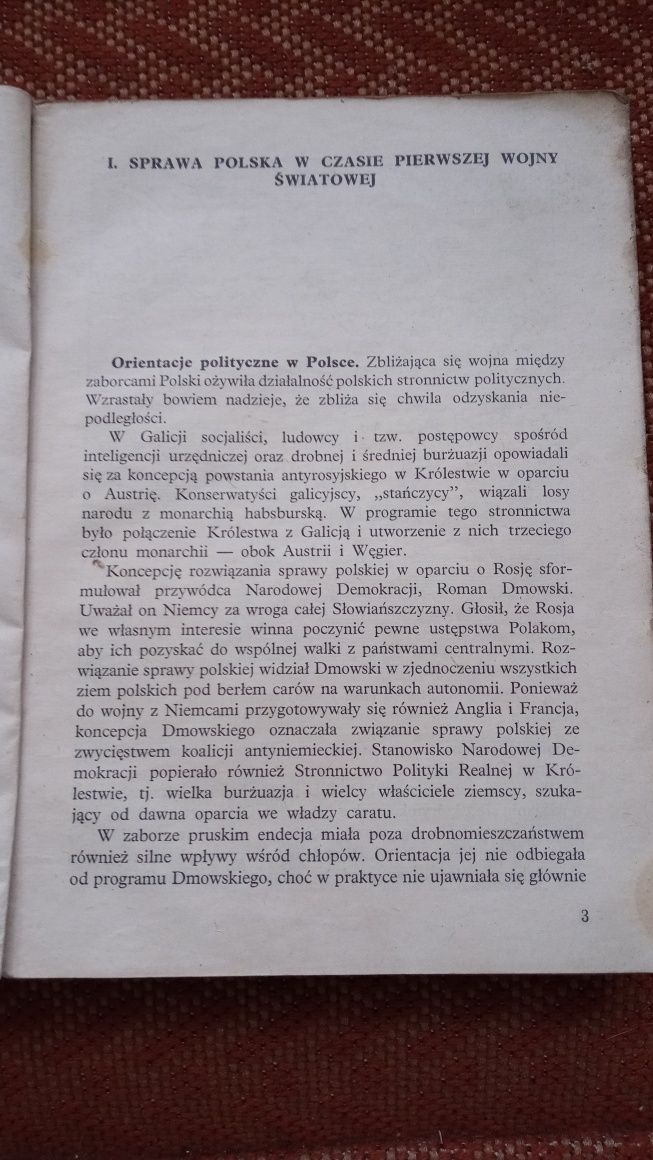 I. SPRAWA POLSKA W CZASIE PIERWSZEJ WOJNY
ŚWIATOWEJ
Orientacje polityczne w Polsce. Zbliżająca się wojna między
zaborcami Polski ożywiła działalność polskich stronnictw politycznych.
Wzrastały bowiem nadzieje, że zbliża się chwila odzyskania nie-
podległości.
W Galicji socjaliści, ludowcy i tzw. postępowcy spośród
inteligencji urzędniczej oraz drobnej i średniej burżuazji opowiadali
się za koncepcją powstania antyrosyjskiego w Królestwie w oparciu
o Austrię. Konserwatyści galicyjscy, „stańczycy”, wiązali losy
narodu z monarchią habsburską. W programie tego stronnictwa
było połączenie Królestwa z Galicją i utworzenie z nich trzeciego
członu monarchii — obok Austrii i Węgier.
Koncepcję rozwiązania sprawy polskiej w oparciu o Rosję sfor-
mułował przywódca Narodowej Demokracji, Roman Dmowski.
Uważał on Niemcy za wroga całej Słowiańszczyzny. Głosił, że Rosja
we własnym interesie winna poczynić pewne ustępstwa Polakom,
aby ich pozyskać do wspólnej walki z państwami centralnymi. Roz-
wiązanie sprawy polskiej widział Dmowski w zjednoczeniu wszystkich
ziem polskich pod berłem carów na warunkach autonomii. Ponieważ
do wojny z Niemcami przygotowywały się również Anglia i Francja,
koncepcja Dmowskiego oznaczała związanie sprawy polskiej ze
zwycięstwem koalicji antyniemieckiej. Stanowisko Narodowej De-
mokracji popierało również Stronnictwo Polityki Realnej w Kró-
lestwie, tj. wielka burżuazja i wielcy właściciele ziemscy, szuka-
jący od dawna oparcia we władzy caratu.
W zaborze pruskim endecja miała poza drobnomieszczaństwem
również silne wpływy wśród chłopów. Orientacja jej nie odbiegała
od programu Dmowskiego, choć w praktyce nie ujawniała się głównie
3